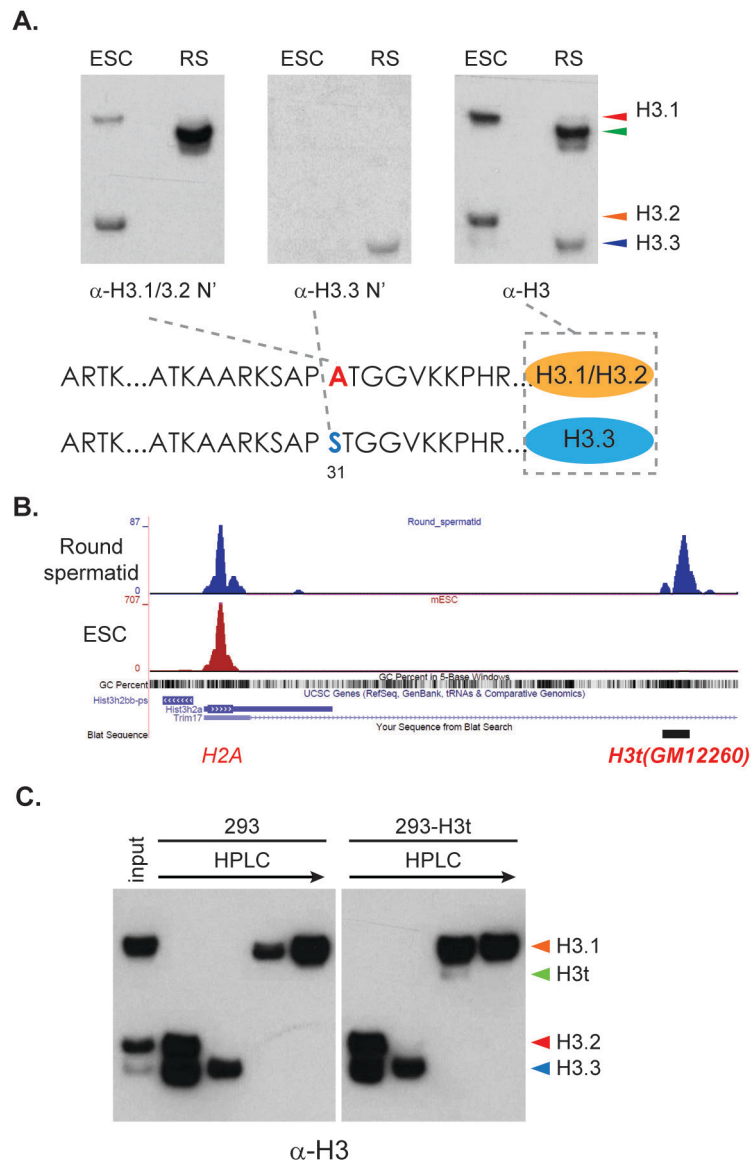 A.
ESC RS ESC RS ESC RS
H3.1
H3.2
H3.3
α-H3.1/3.2 N' α-H3.3 N' α-H3
ARTK...ATKAARKSAP ATGGVKKPHR... H3.1/H3.2
ARTK...ATKAARKSAP STGGVKKPHR... H3.3
31
B.
87
Round_spermatid
Round
spermatid
0
707
mESC
ESC
0
GC Percent in 5-Base Windows
GC Percent
UCSC Genes (RefSeq, GenBank, tRNAs & Comparative Genomics)
Hist3h2bb-ps
Hist3h2a
Trim17
Your Sequence from Blat Search
Blat Sequence
H2A H3t(GM12260)
C.
293 293-H3t
input HPLC HPLC
H3.1
H3t
H3.2
H3.3
α-H3